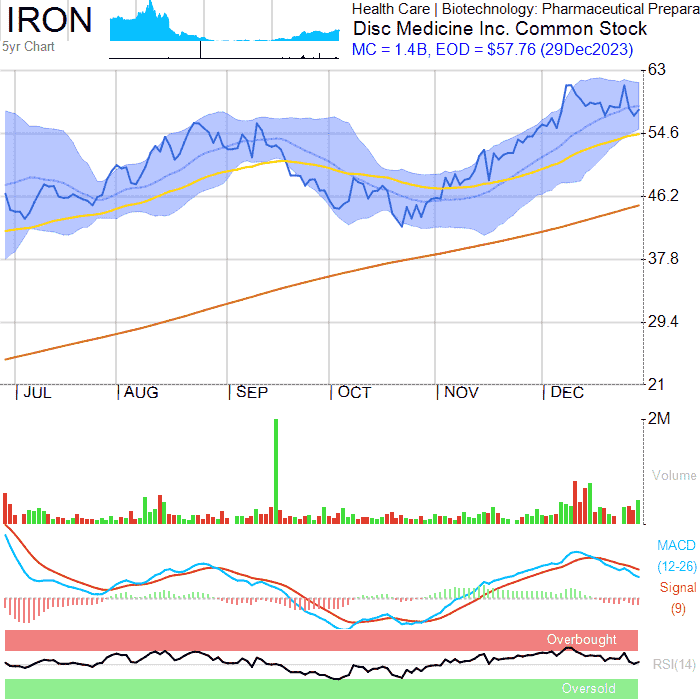 IRON
5yr Chart
Health Care | Biotechnology: Pharmaceutical Prepara
Disc Medicine Inc. Common Stock
MC = 1.4B, EOD = $57.76 (29Dec2023)
63
54.6
46.2
37.8
29.4
21
JUL AUG SEP OCT NOV DEC
2M
Volume
MACD
(12-26)
Signal
(9)
Overbought
RSI(14)
Oversold